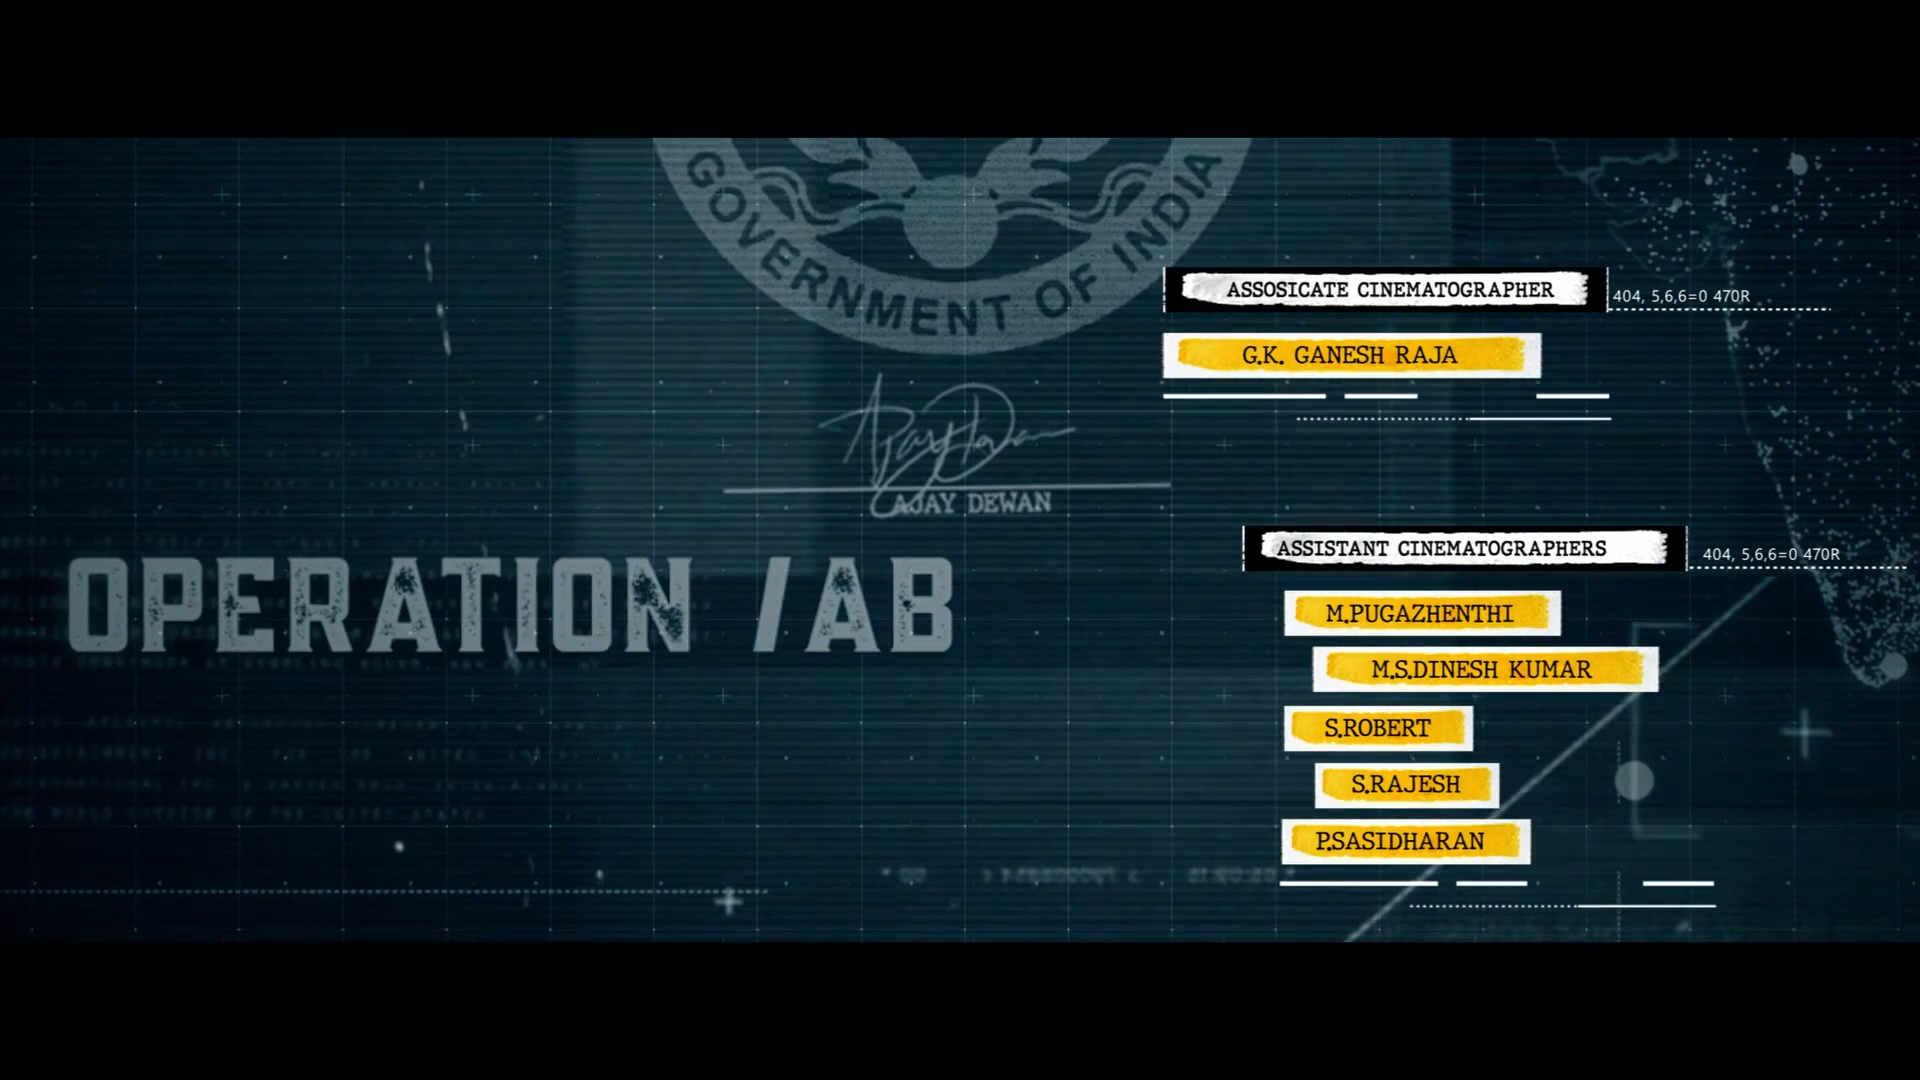 GOVERNMENT OF INDIA
ASSOSICATE CINEMATOGRAPHER
404, 5,6,6=0 470R
G.K. GANESH RAJA
AJAY DEWAN
ASSISTANT CINEMATOGRAPHERS
404, 5,6,6=0 470R
OPERATION /AB
M.PUGAZHENTHI
M.S.DINESH KUMAR
S.ROBERT
S.RAJESH
P.SASIDHARAN